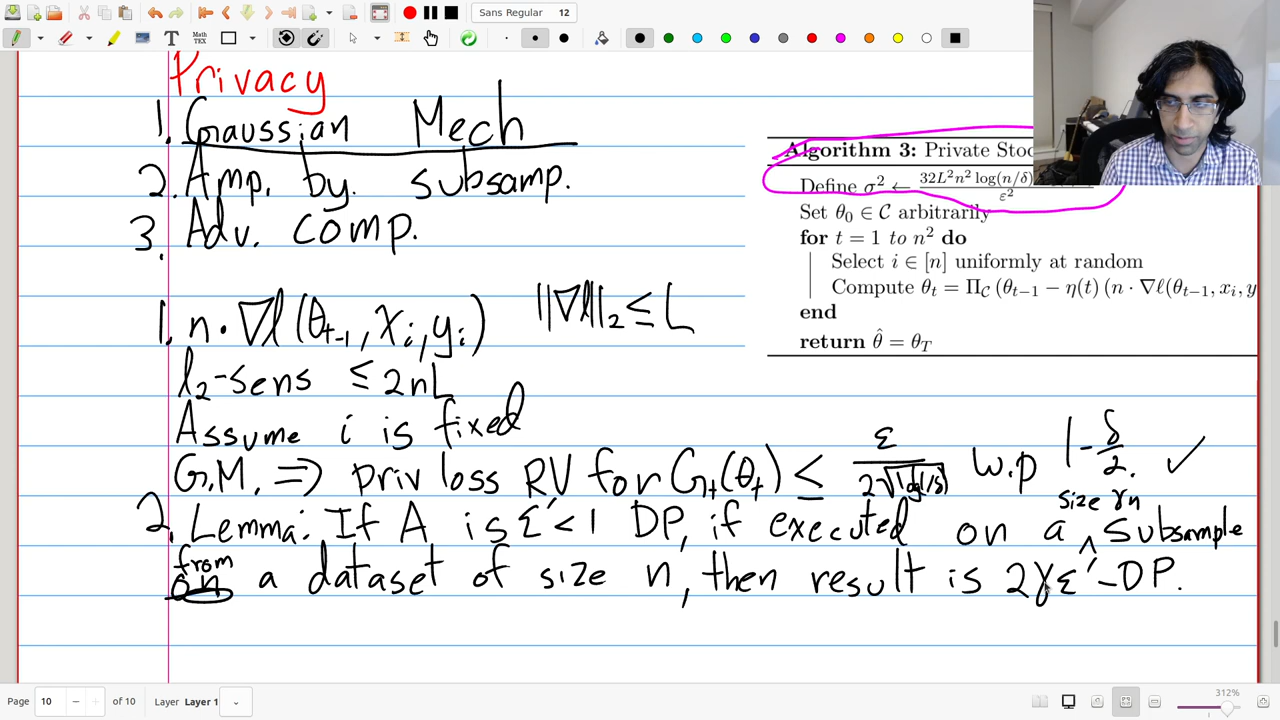 Sans Regular 12
Privacy
1. Gaussian Mech
2. Amp. by. subsamp.
3. Adv. comp.
Algorithm 3: Private Stoc
Define σ² ← 32L²n² log(n/δ) / ε²
Set θ₀ ∈ C arbitrarily
for t = 1 to n² do
Select i ∈ [n] uniformly at random
Compute θₜ = Π_C (θₜ₋₁ − η(t) (n · ∇ℓ(θₜ₋₁, xᵢ, y
end
return θ̂ = θ_T
1. n · ∇ℓ (θₜ₋₁, xᵢ, yᵢ) ||∇ℓ||₂ ≤ L
ℓ₂-sens ≤ 2nL
Assume i is fixed
G.M. ⇒ priv loss RV for Gₜ(θₜ) ≤ ε / 2√log(1/δ) w.p 1 − δ/2. ✓
2. Lemma: If A is ε' < 1 DP, if executed on a ^ size γn subsample
from a dataset of size n, then result is 2γε'-DP.
Page 10 of 10 Layer Layer 1 312%